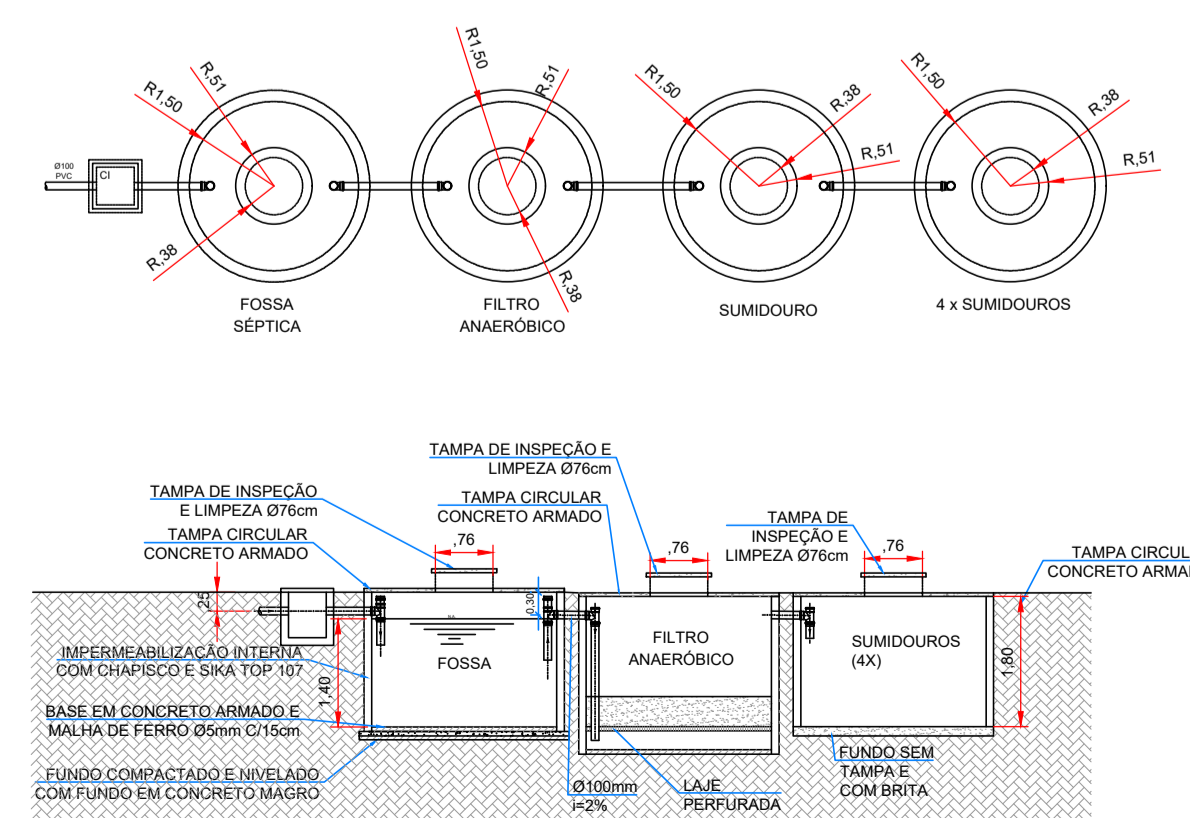 R1,50
R,51
R,38
Ø100
PVC
CI
R1,50
R,51
R,38
R1,50
R,38
R,51
R1,50
R,38
R,51
FOSSA
SÉPTICA
FILTRO
ANAERÓBICO
SUMIDOURO
4 x SUMIDOUROS
TAMPA DE INSPEÇÃO E
LIMPEZA Ø76cm
TAMPA DE INSPEÇÃO
E LIMPEZA Ø76cm
TAMPA CIRCULAR
CONCRETO ARMADO
TAMPA CIRCULAR
CONCRETO ARMADO
TAMPA DE
INSPEÇÃO E
LIMPEZA Ø76cm
TAMPA CIRCUL
CONCRETO ARMA
,76
,76
,76
25
0,30
N.A.
FOSSA
FILTRO
ANAERÓBICO
SUMIDOUROS
(4X)
1,40
1,80
IMPERMEABILIZAÇÃO INTERNA
COM CHAPISCO E SIKA TOP 107
BASE EM CONCRETO ARMADO E
MALHA DE FERRO Ø5mm C/15cm
FUNDO COMPACTADO E NIVELADO
COM FUNDO EM CONCRETO MAGRO
Ø100mm
i=2%
LAJE
PERFURADA
FUNDO SEM
TAMPA E
COM BRITA